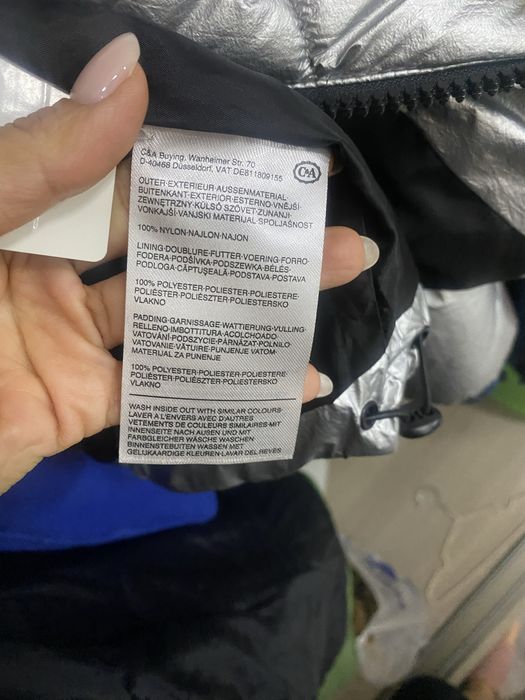 C&A Buying, Wanheimer Str. 70
D-40468 Düsseldorf, VAT DE811809155
C&A
OUTER·EXTERIEUR·AUSSENMATERIAL
BUITENKANT·EXTERIOR·ESTERNO·VNĚJŠÍ·
ZEWNĘTRZNY·KÜLSŐ SZÖVET·ZUNANJI·
VONKAJŠÍ·VANJSKI MATERIJAL·SPOLJAŠNOST
100% NYLON·NAJLON·NAJON
LINING·DOUBLURE·FUTTER·VOERING·FORRO·
FODERA·PODŠÍVKA·PODSZEWKA·BÉLÉS·
PODLOGA·CĂPTUȘEALĂ·PODSTAVA·POSTAVA
100% POLYESTER·POLIESTER·POLIESTERE·
POLIÉSTER·POLIÉSZTER·POLIESTERSKO
VLAKNO
PADDING·GARNISSAGE·WATTIERUNG·VULLING·
RELLENO·IMBOTTITURA·ACOLCHOADO·
VATOVÁNÍ·PODSZYCIE·PÁRNÁZAT·POLNILO·
VATOVANIE·VĂTUIRE·PUNJENJE VATOM·
MATERIJAL ZA PUNENJE
100% POLYESTER·POLIESTER·POLIESTERE
POLIÉSTER·POLIÉSZTER·POLIESTERSKO
VLAKNO
WASH INSIDE OUT WITH SIMILAR COLOURS·
LAVER A L'ENVERS AVEC D'AUTRES
VETEMENTS DE COULEURS SIMILAIRES·MIT
INNENSEITE NACH AUSSEN UND MIT
FARBGLEICHER WÄSCHE WASCHEN
BINNENSTEBUITEN WASSEN MET
GELIJKAARDIGE KLEUREN·LAVAR DEL REVÉS